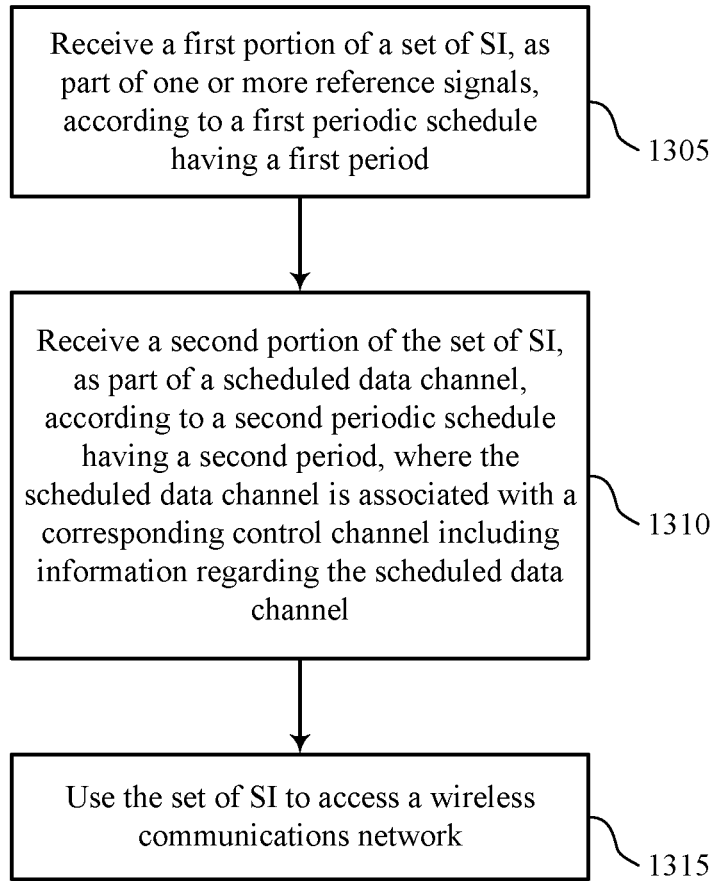 Receive a first portion of a set of SI, as
part of one or more reference signals,
according to a first periodic schedule
having a first period
1305
Receive a second portion of the set of SI,
as part of a scheduled data channel,
according to a second periodic schedule
having a second period, where the
scheduled data channel is associated with a
corresponding control channel including
information regarding the scheduled data
channel
1310
Use the set of SI to access a wireless
communications network
1315